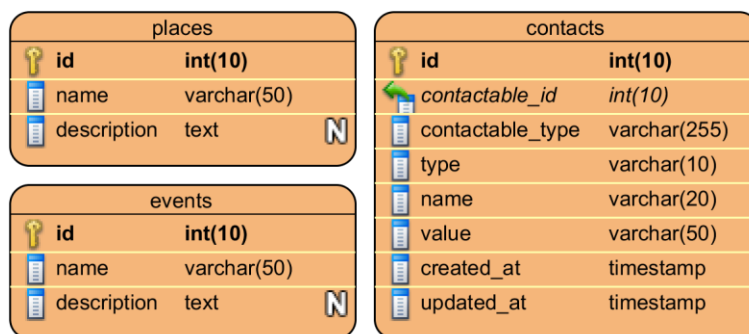 places
id int(10)
name varchar(50)
description text N
events
id int(10)
name varchar(50)
description text N
contacts
id int(10)
contactable_id int(10)
contactable_type varchar(255)
type varchar(10)
name varchar(20)
value varchar(50)
created_at timestamp
updated_at timestamp